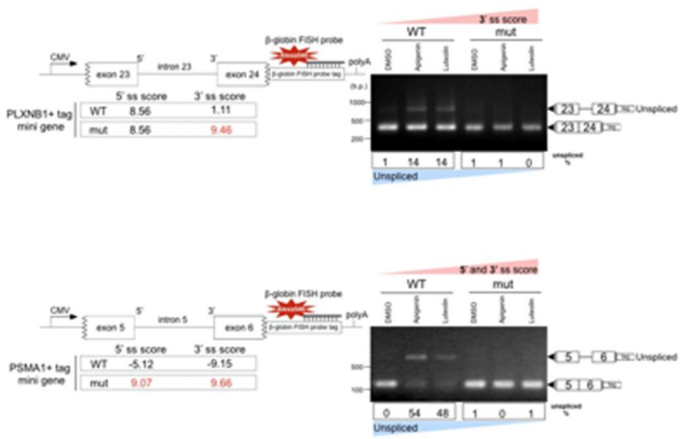 3´ ss score
WT mut
DMSO Apigenin Luteolin DMSO Apigenin Luteolin
β-globin FISH probe
CMV 5´ intron 23 3´ polyA
exon 23 exon 24 β-globin FISH probe tag
5´ ss score 3´ ss score
PLXNB1+ tag mini gene
WT 8.56 1.11
mut 8.56 9.46
(b.p.)
1000
500
200
23 24 Unspliced
23 24
1 14 14 1 1 0 unspliced %
Unspliced
5´ and 3´ ss score
WT mut
DMSO Apigenin Luteolin DMSO Apigenin Luteolin
β-globin FISH probe
CMV 5´ intron 5 3´ polyA
exon 5 exon 6 β-globin FISH probe tag
5´ ss score 3´ ss score
PSMA1+ tag mini gene
WT -5.12 -9.15
mut 9.07 9.66
500
100
5 6 Unspliced
5 6
0 54 48 1 0 1 unspliced %
Unspliced